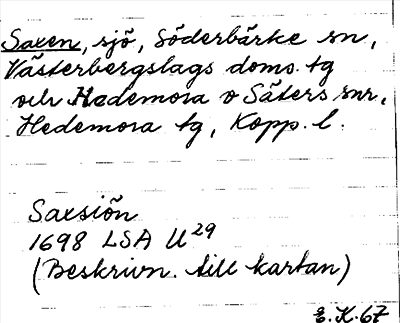 Saxen, sjö, Söderbärke sn,
Västerbergslags doms. tg
och Hedemora o Säters snr,
Hedemora tg, Kopp. l.
Saxsiön
1698 LSA U29
(Beskrivn. till kartan)
E.K.67